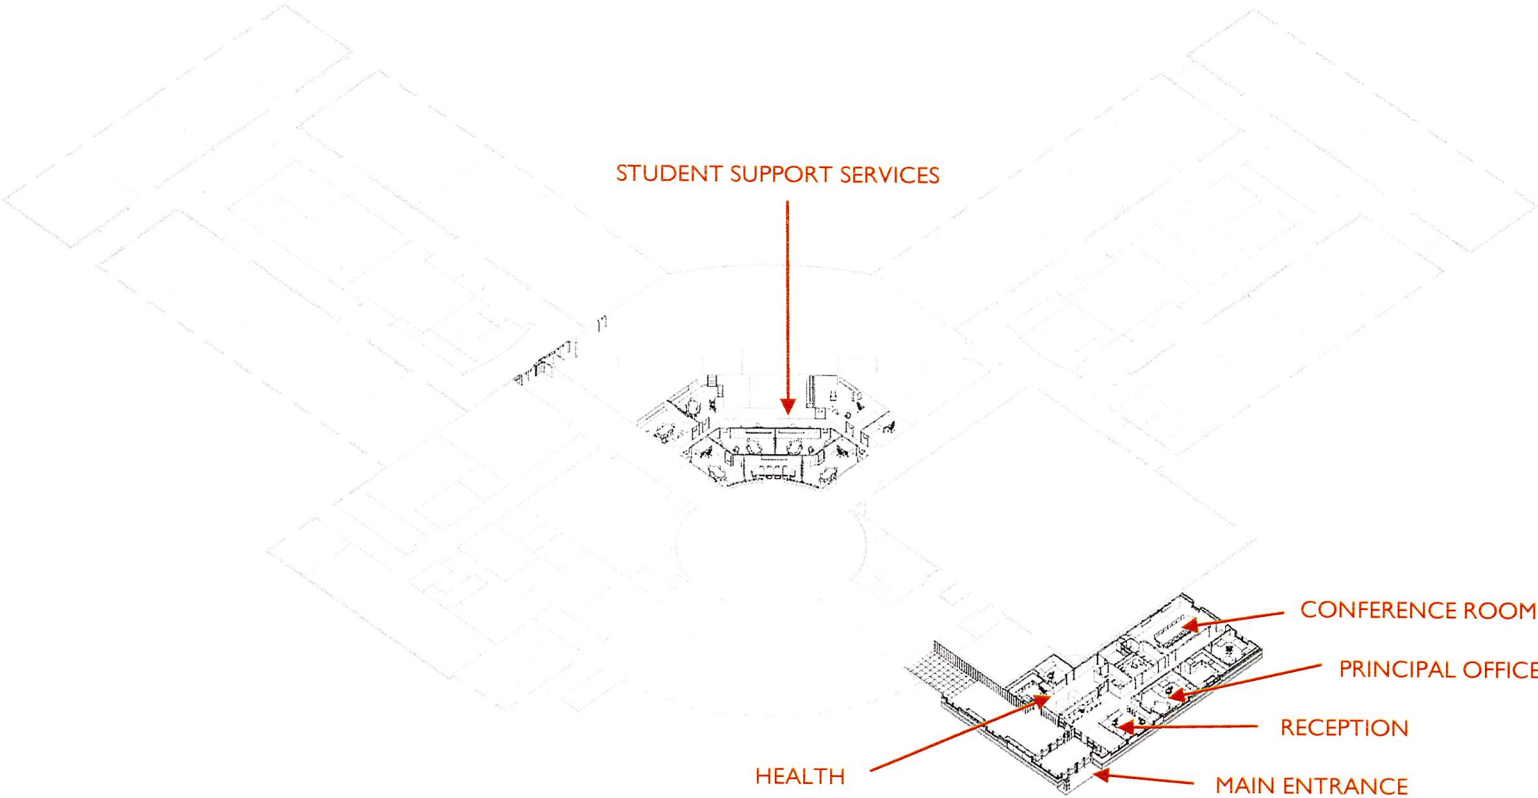 STUDENT SUPPORT SERVICES
CONFERENCE ROOM
PRINCIPAL OFFICE
RECEPTION
HEALTH
MAIN ENTRANCE